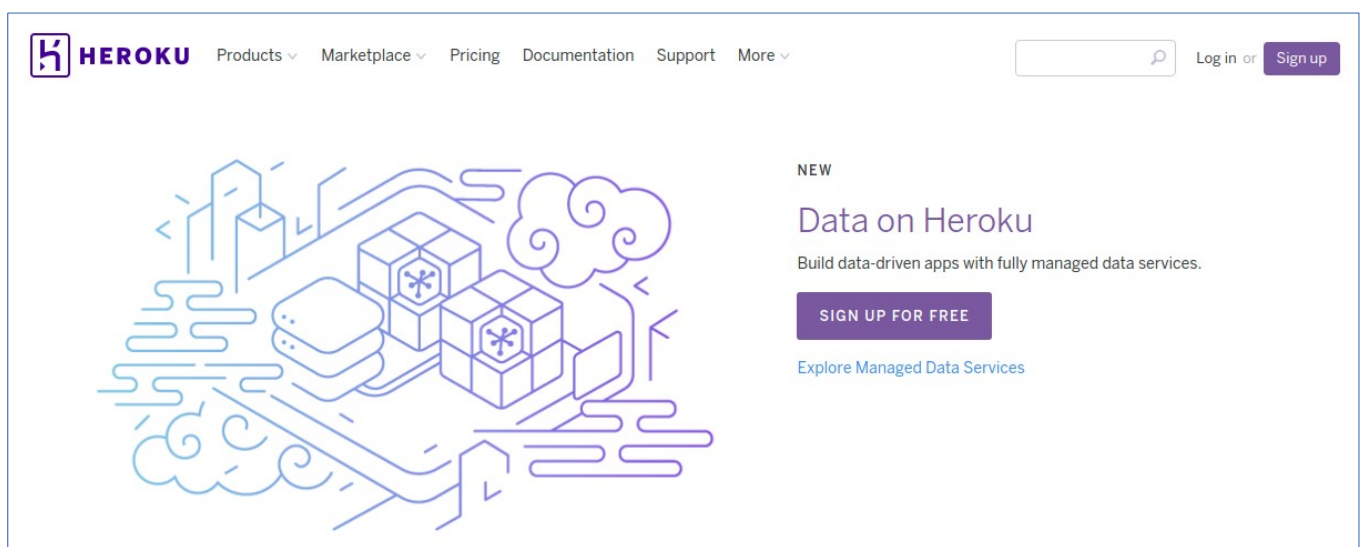 HEROKU Products Marketplace Pricing Documentation Support More Log in or Sign up
NEW
Data on Heroku
Build data-driven apps with fully managed data services.
SIGN UP FOR FREE
Explore Managed Data Services